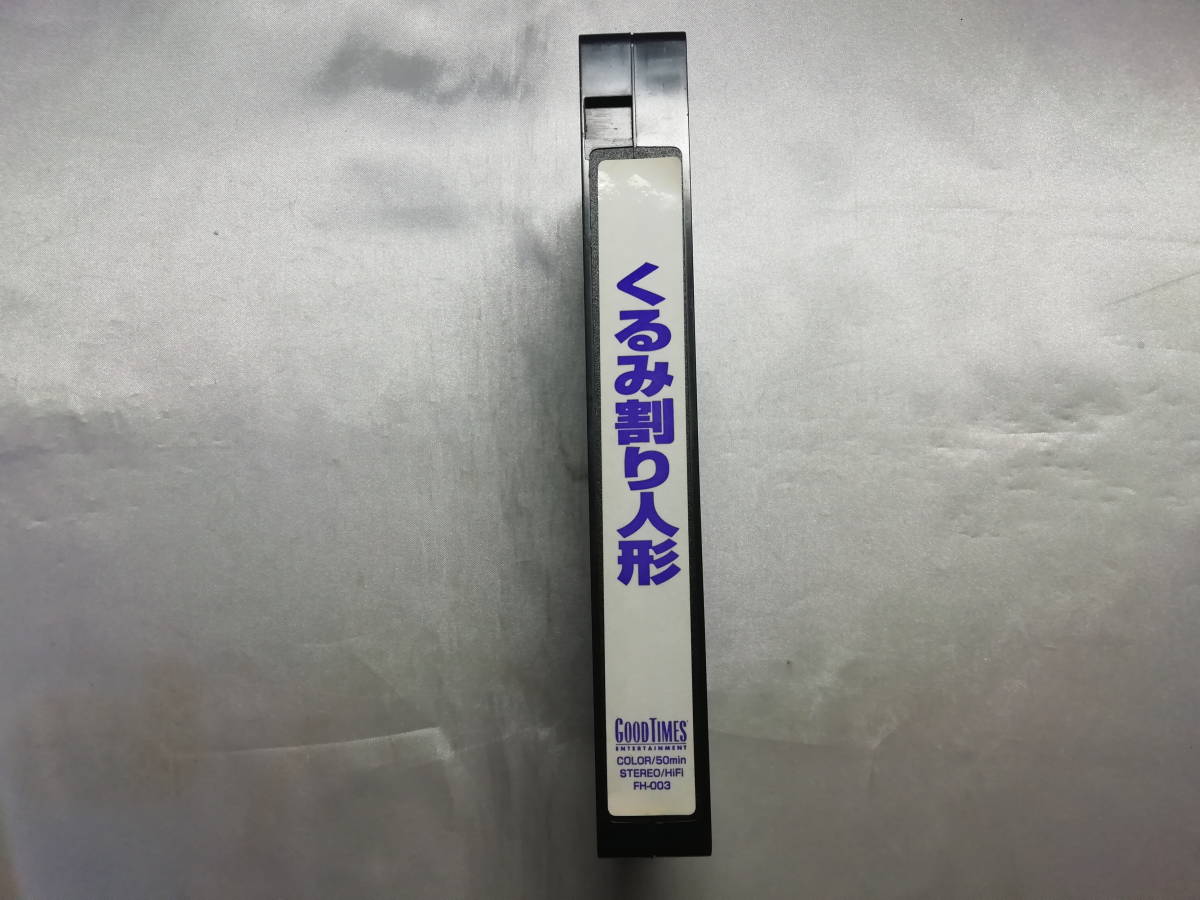 くるみ割り人形
GOODTIMES
ENTERTAINMENT
COLOR/50min
STEREO/HiFi
FH-003